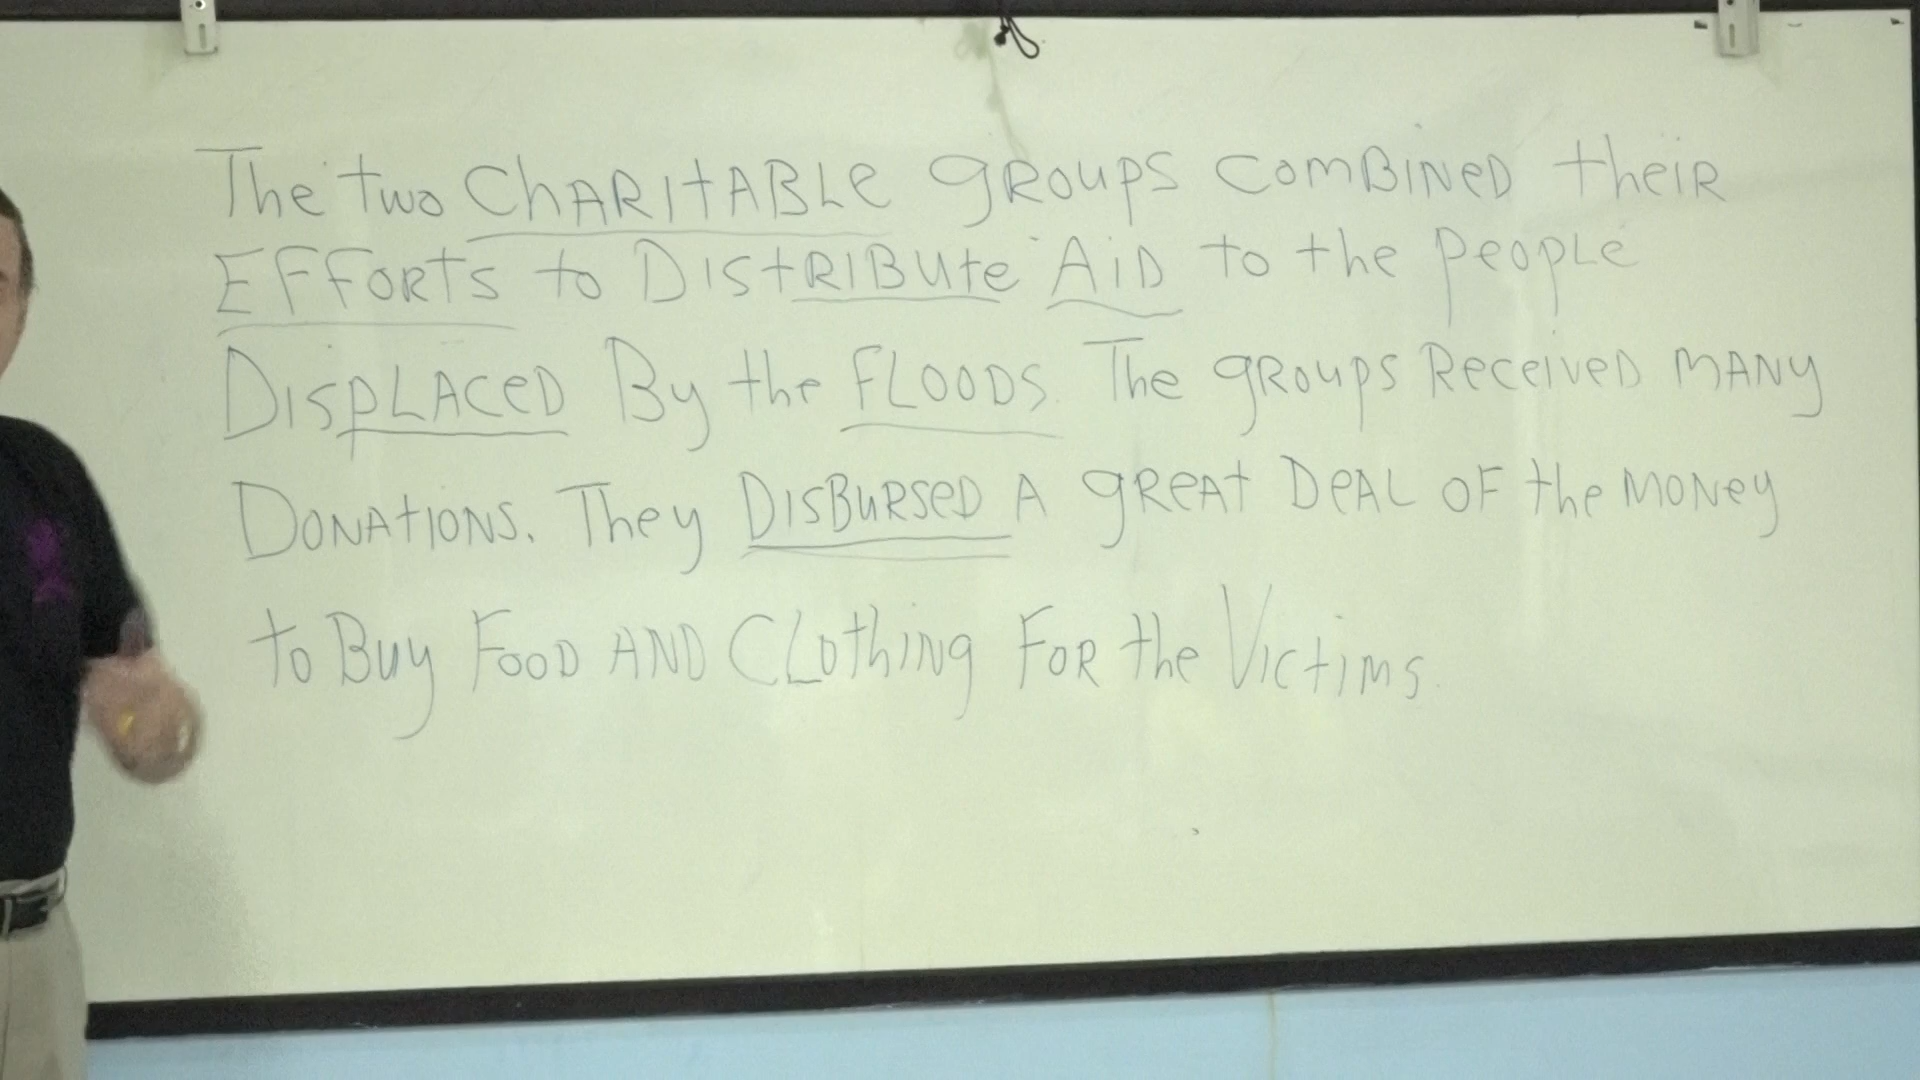 The two CHARITABLE groups COMBINED their
EFFORTS to DISTRIBUTE AID to the people
DISPLACED By the FLOODS. The groups Received MANY
DONATIONS. They DISBURSED A great DEAL OF the MONEY
to Buy FOOD AND CLOTHING FOR the Victims.